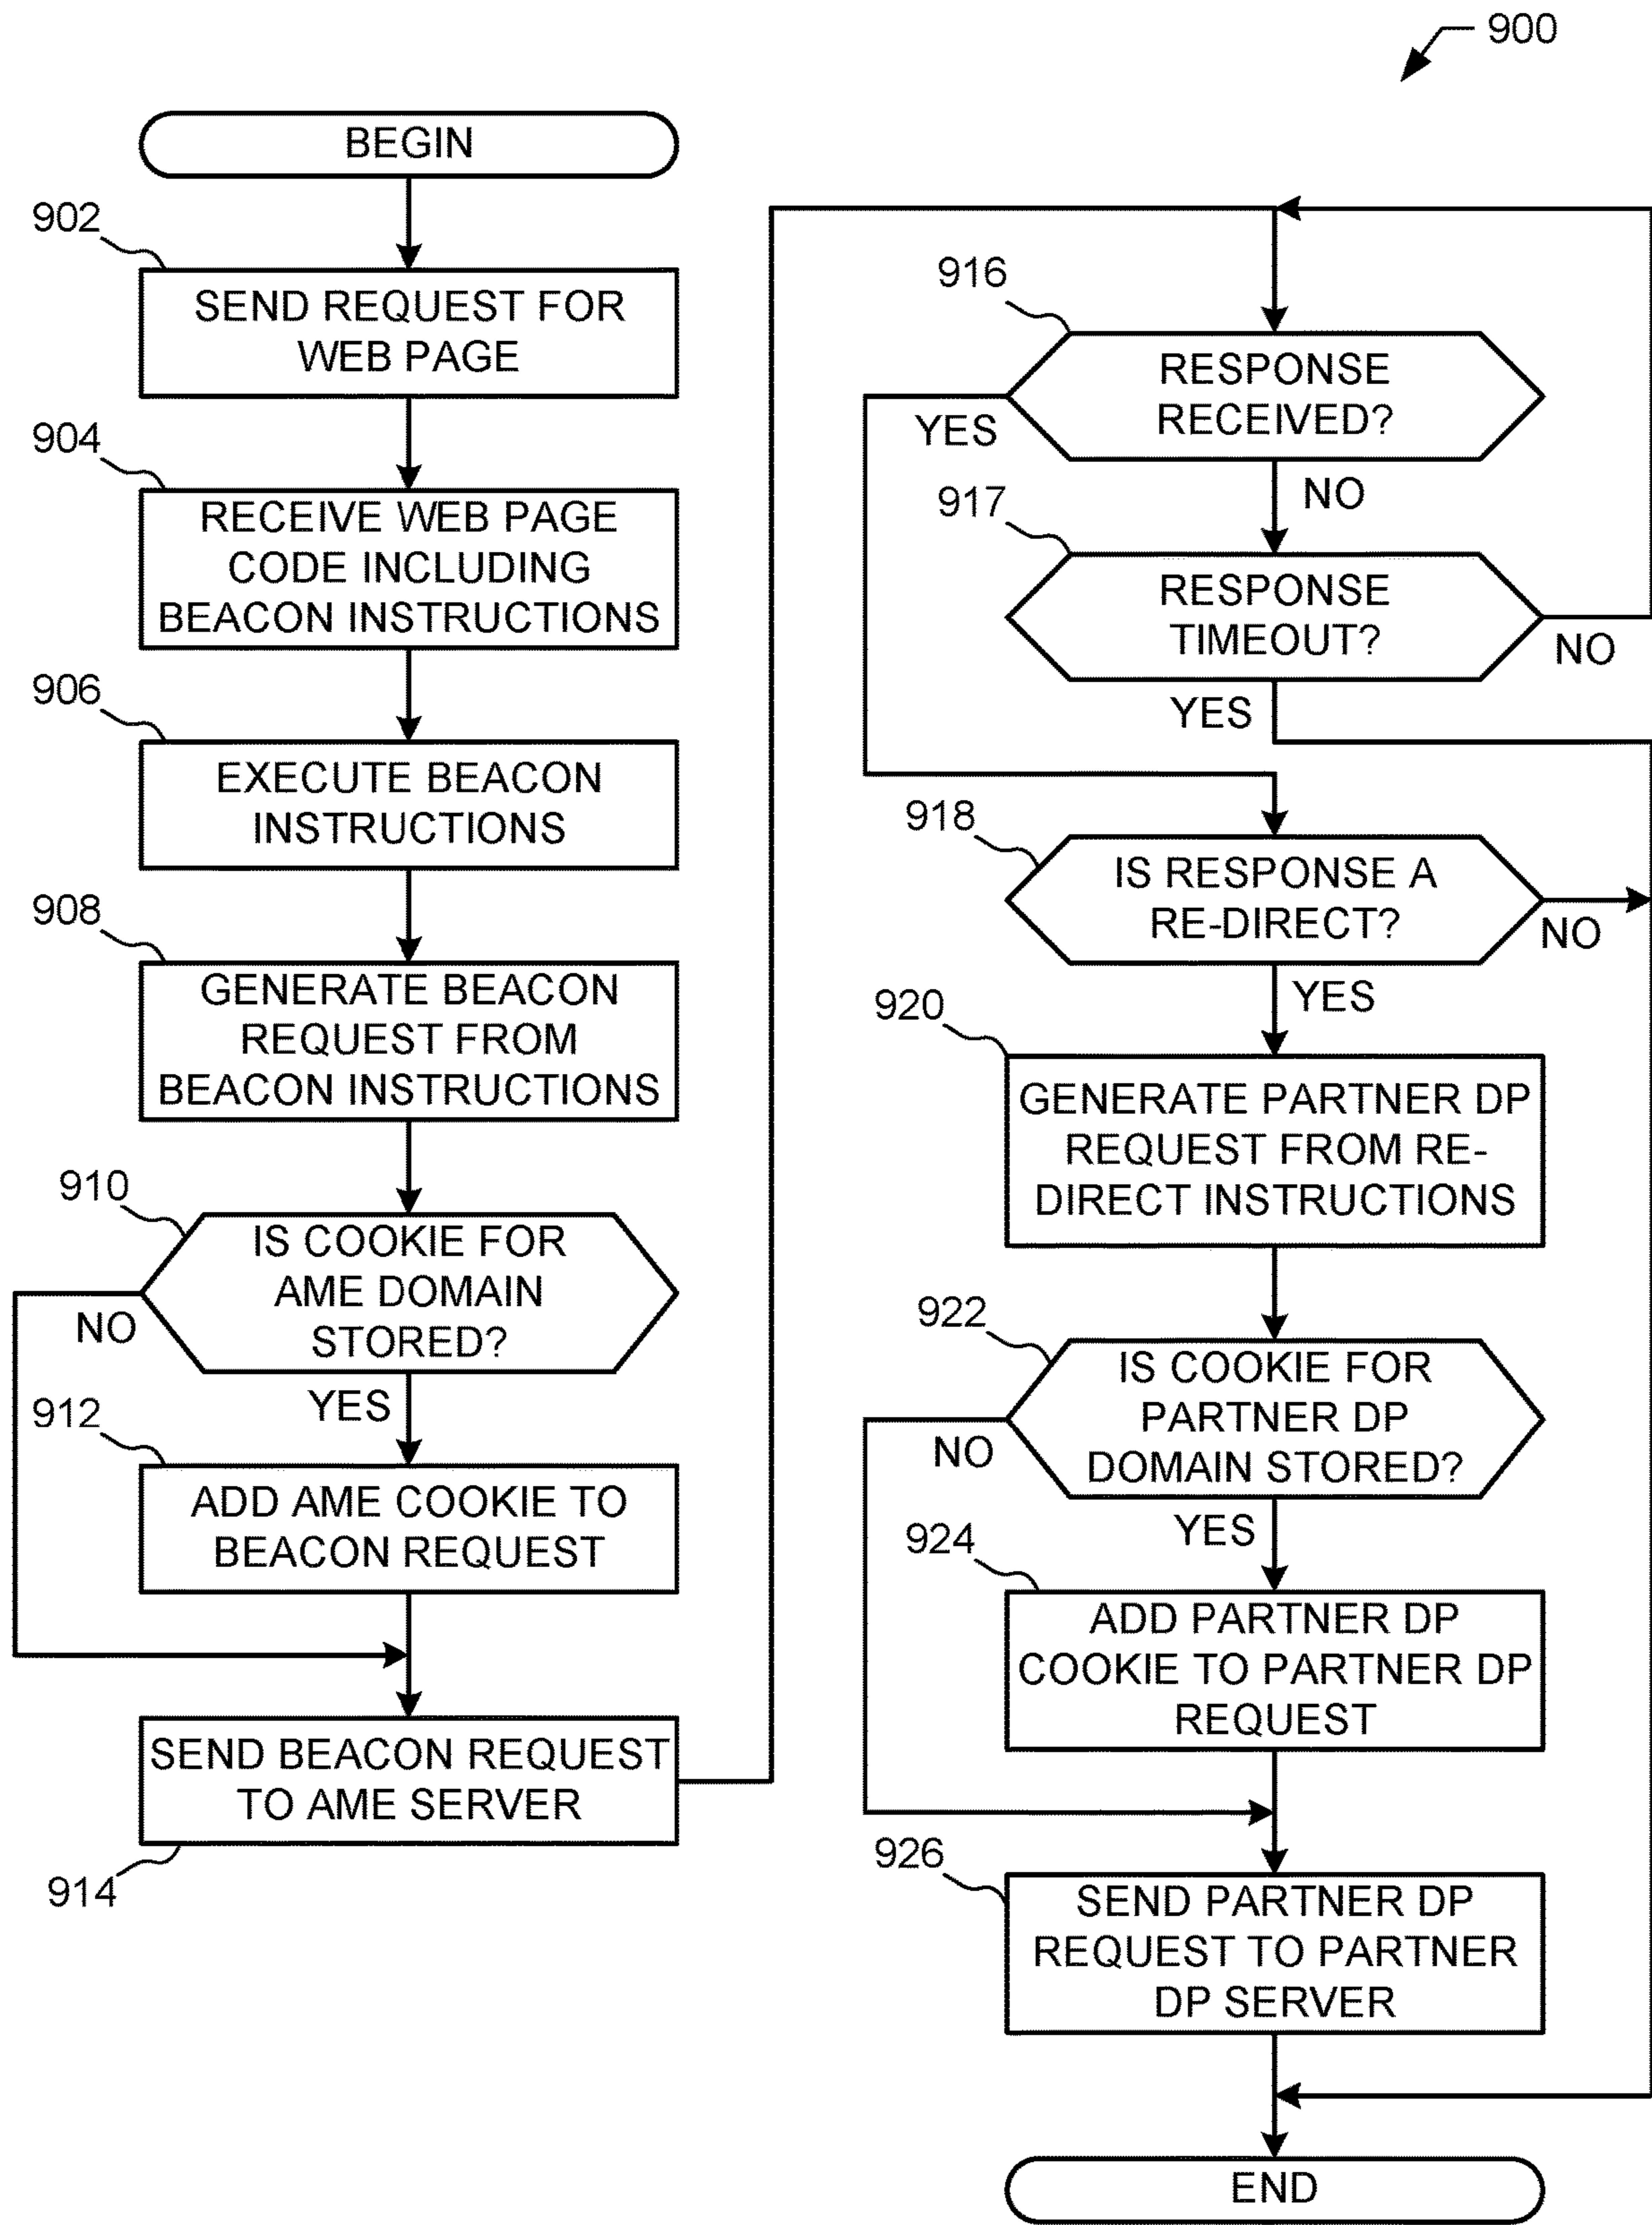 900
BEGIN
902
SEND REQUEST FOR
WEB PAGE
904
RECEIVE WEB PAGE
CODE INCLUDING
BEACON INSTRUCTIONS
906
EXECUTE BEACON
INSTRUCTIONS
908
GENERATE BEACON
REQUEST FROM
BEACON INSTRUCTIONS
910
IS COOKIE FOR
AME DOMAIN
STORED?
NO
YES
912
ADD AME COOKIE TO
BEACON REQUEST
SEND BEACON REQUEST
TO AME SERVER
914
916
RESPONSE
RECEIVED?
YES
NO
917
RESPONSE
TIMEOUT?
NO
YES
918
IS RESPONSE A
RE-DIRECT?
NO
YES
920
GENERATE PARTNER DP
REQUEST FROM RE-
DIRECT INSTRUCTIONS
922
IS COOKIE FOR
PARTNER DP
DOMAIN STORED?
NO
YES
924
ADD PARTNER DP
COOKIE TO PARTNER DP
REQUEST
926
SEND PARTNER DP
REQUEST TO PARTNER
DP SERVER
END